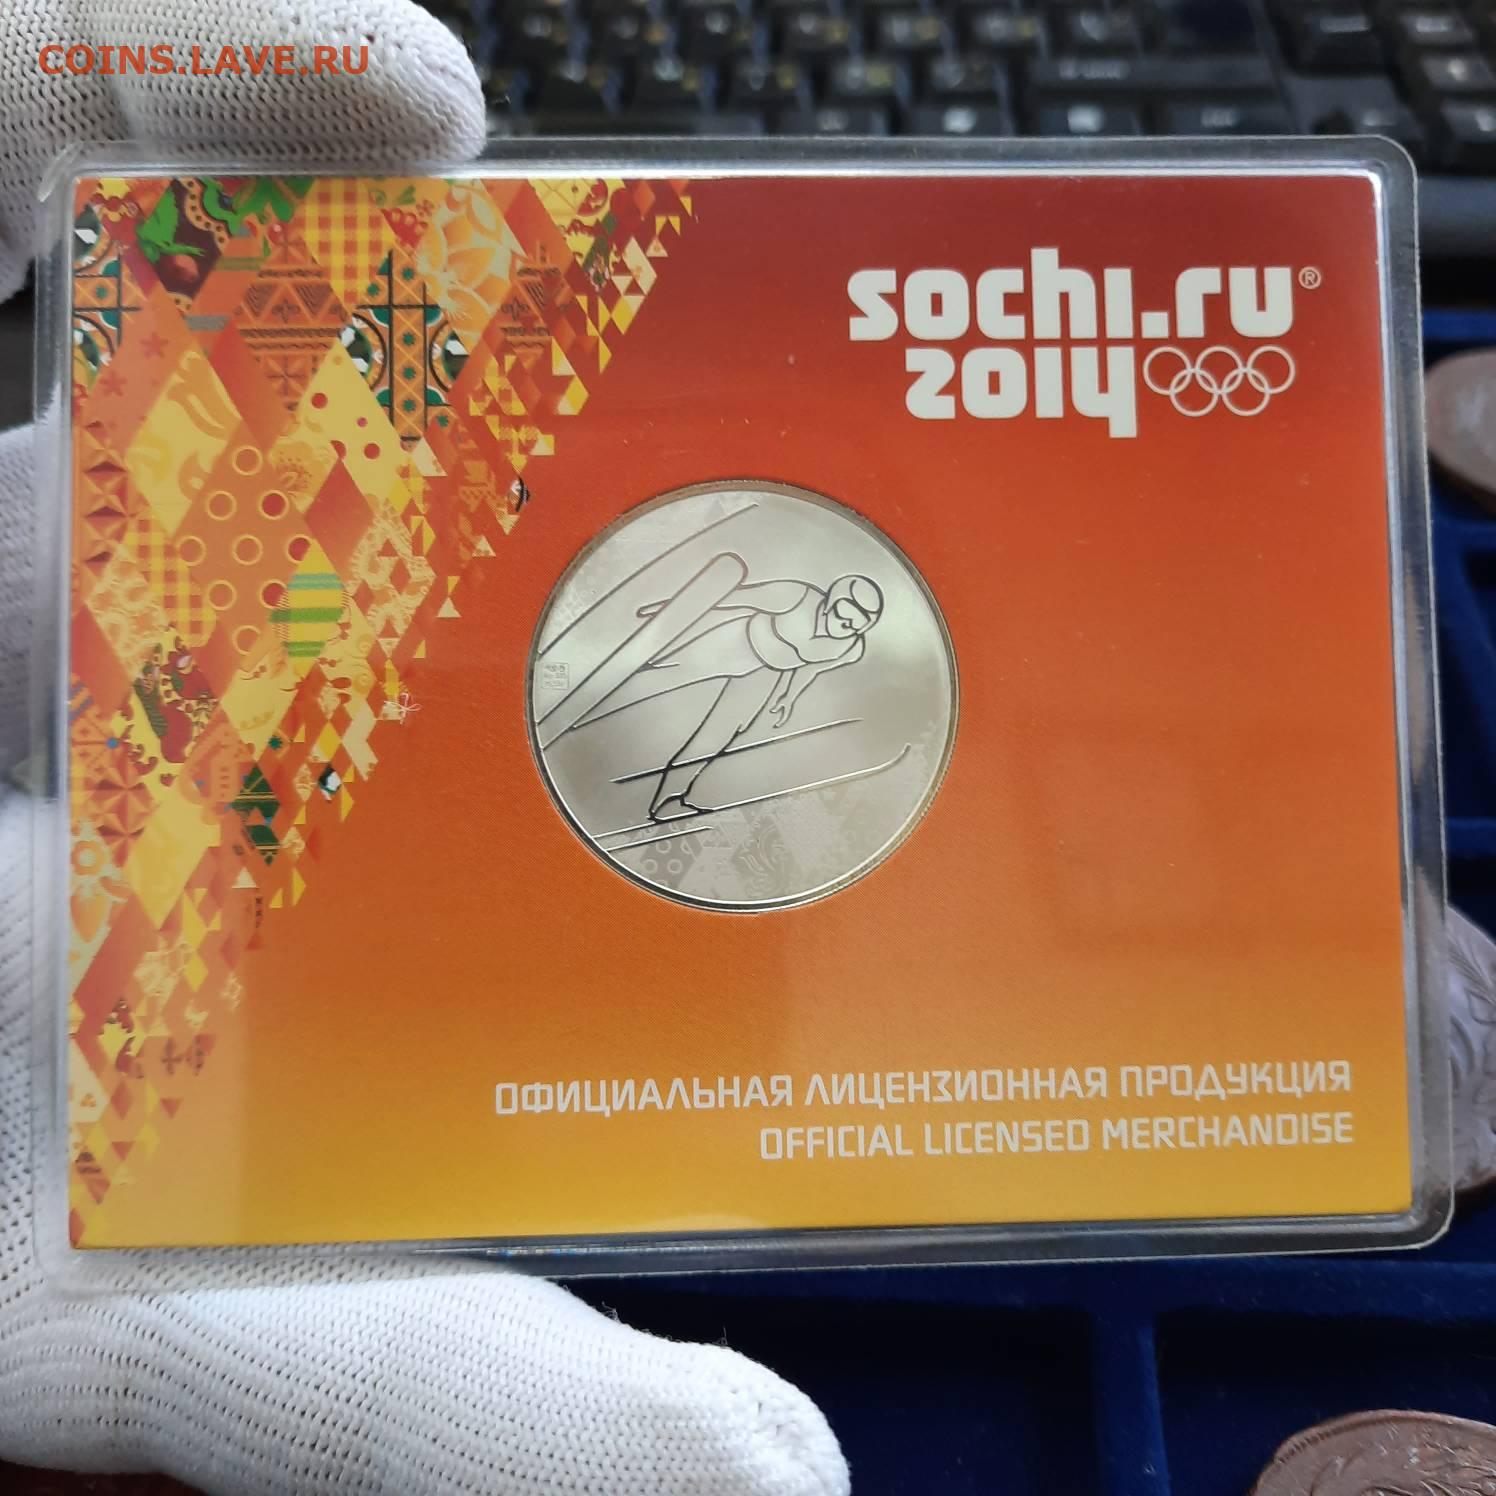 COINS.LAVE.RU
sochi.ru®
2014
ОФИЦИАЛЬНАЯ ЛИЦЕНЗИОННАЯ ПРОДУКЦИЯ
OFFICIAL LICENSED MERCHANDISE